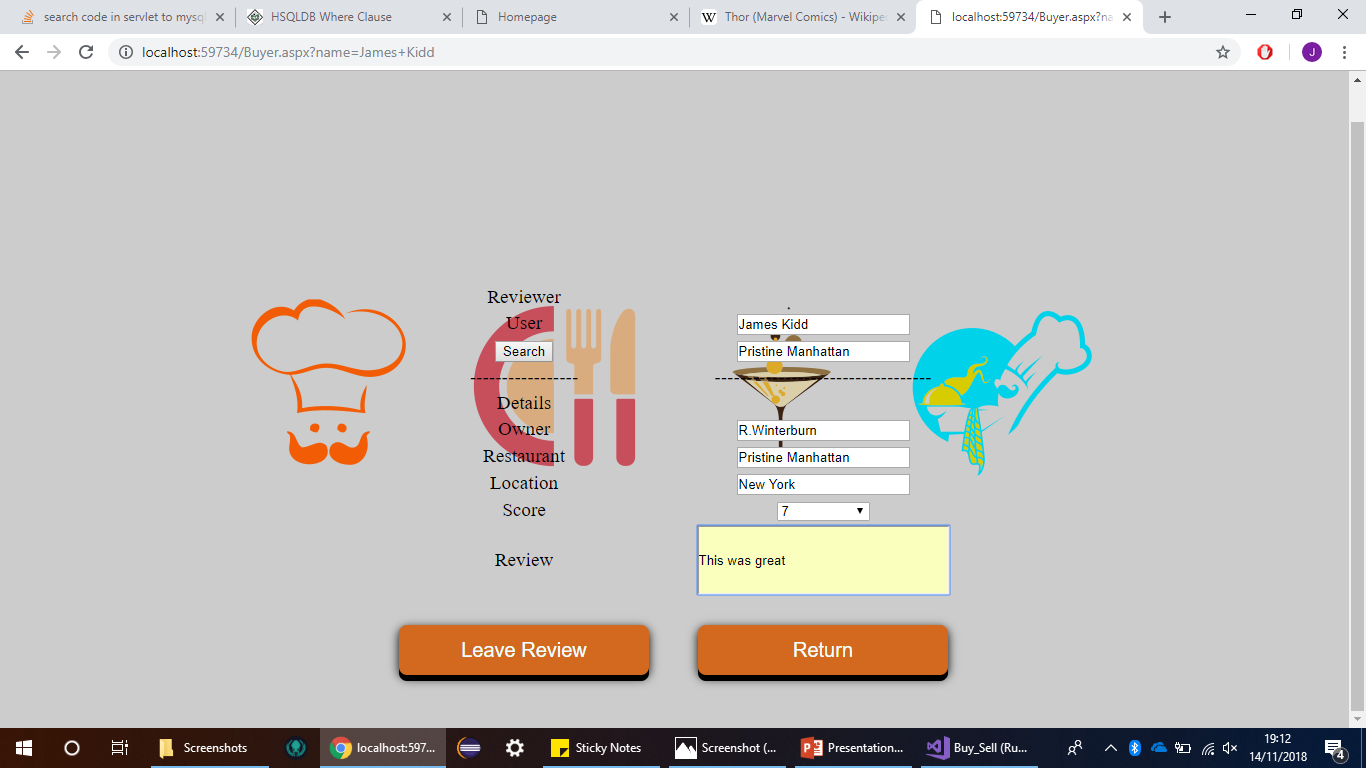 search code in servlet to mysql
HSQLDB Where Clause
Homepage
Thor (Marvel Comics) - Wikipe
localhost:59734/Buyer.aspx?na
localhost:59734/Buyer.aspx?name=James+Kidd
J
Reviewer .
User James Kidd
Search Pristine Manhattan
---------------- --------------------------------
Details
Owner R.Winterburn
Restaurant Pristine Manhattan
Location New York
Score 7
Review This was great
Leave Review Return
Screenshots
localhost:597...
Sticky Notes
Screenshot (...
Presentation...
Buy_Sell (Ru...
19:12
14/11/2018
4